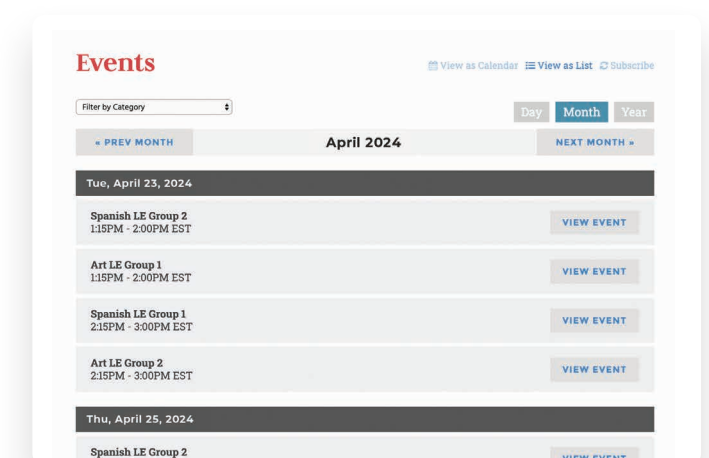 Events
View as Calendar View as List Subscribe
Filter by Category
Day Month Year
« PREV MONTH April 2024 NEXT MONTH »
Tue, April 23, 2024
Spanish LE Group 2
1:15PM - 2:00PM EST
VIEW EVENT
Art LE Group 1
1:15PM - 2:00PM EST
VIEW EVENT
Spanish LE Group 1
2:15PM - 3:00PM EST
VIEW EVENT
Art LE Group 2
2:15PM - 3:00PM EST
VIEW EVENT
Thu, April 25, 2024
Spanish LE Group 2
VIEW EVENT